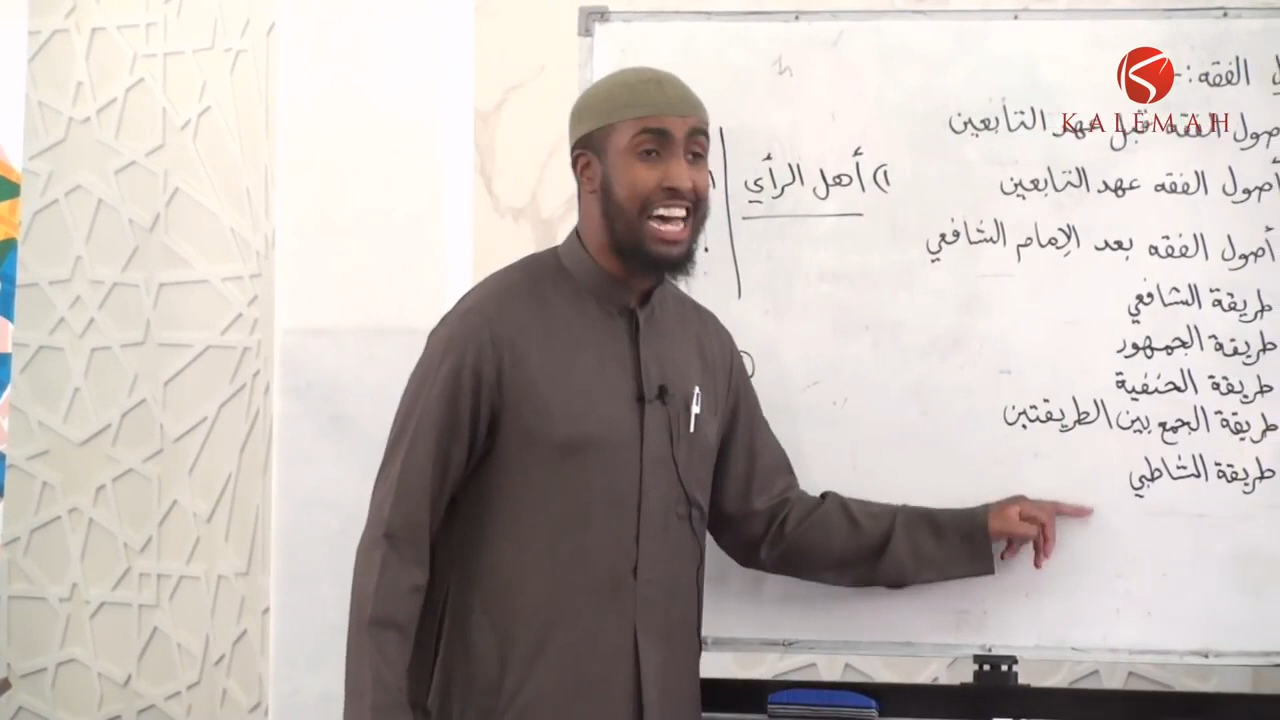 الفقه:-
أصول الفقه قبل عهد التابعين
أصول الفقه عهد التابعين
أصول الفقه بعد الإمام الشافعي
طريقة الشافعي
طريقة الجمهور
طريقة الحنفية
طريقة الجمع بين الطريقتين
طريقة الشاطبي
١) أهل الرأي
KALEMAH